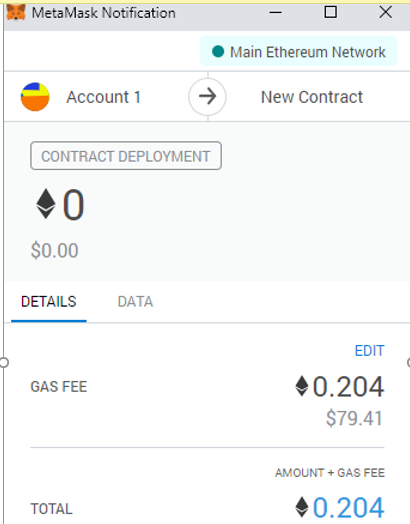 MetaMask Notification
Main Ethereum Network
Account 1
New Contract
CONTRACT DEPLOYMENT
0
$0.00
DETAILS DATA
EDIT
GAS FEE 0.204
$79.41
AMOUNT + GAS FEE
TOTAL 0.204